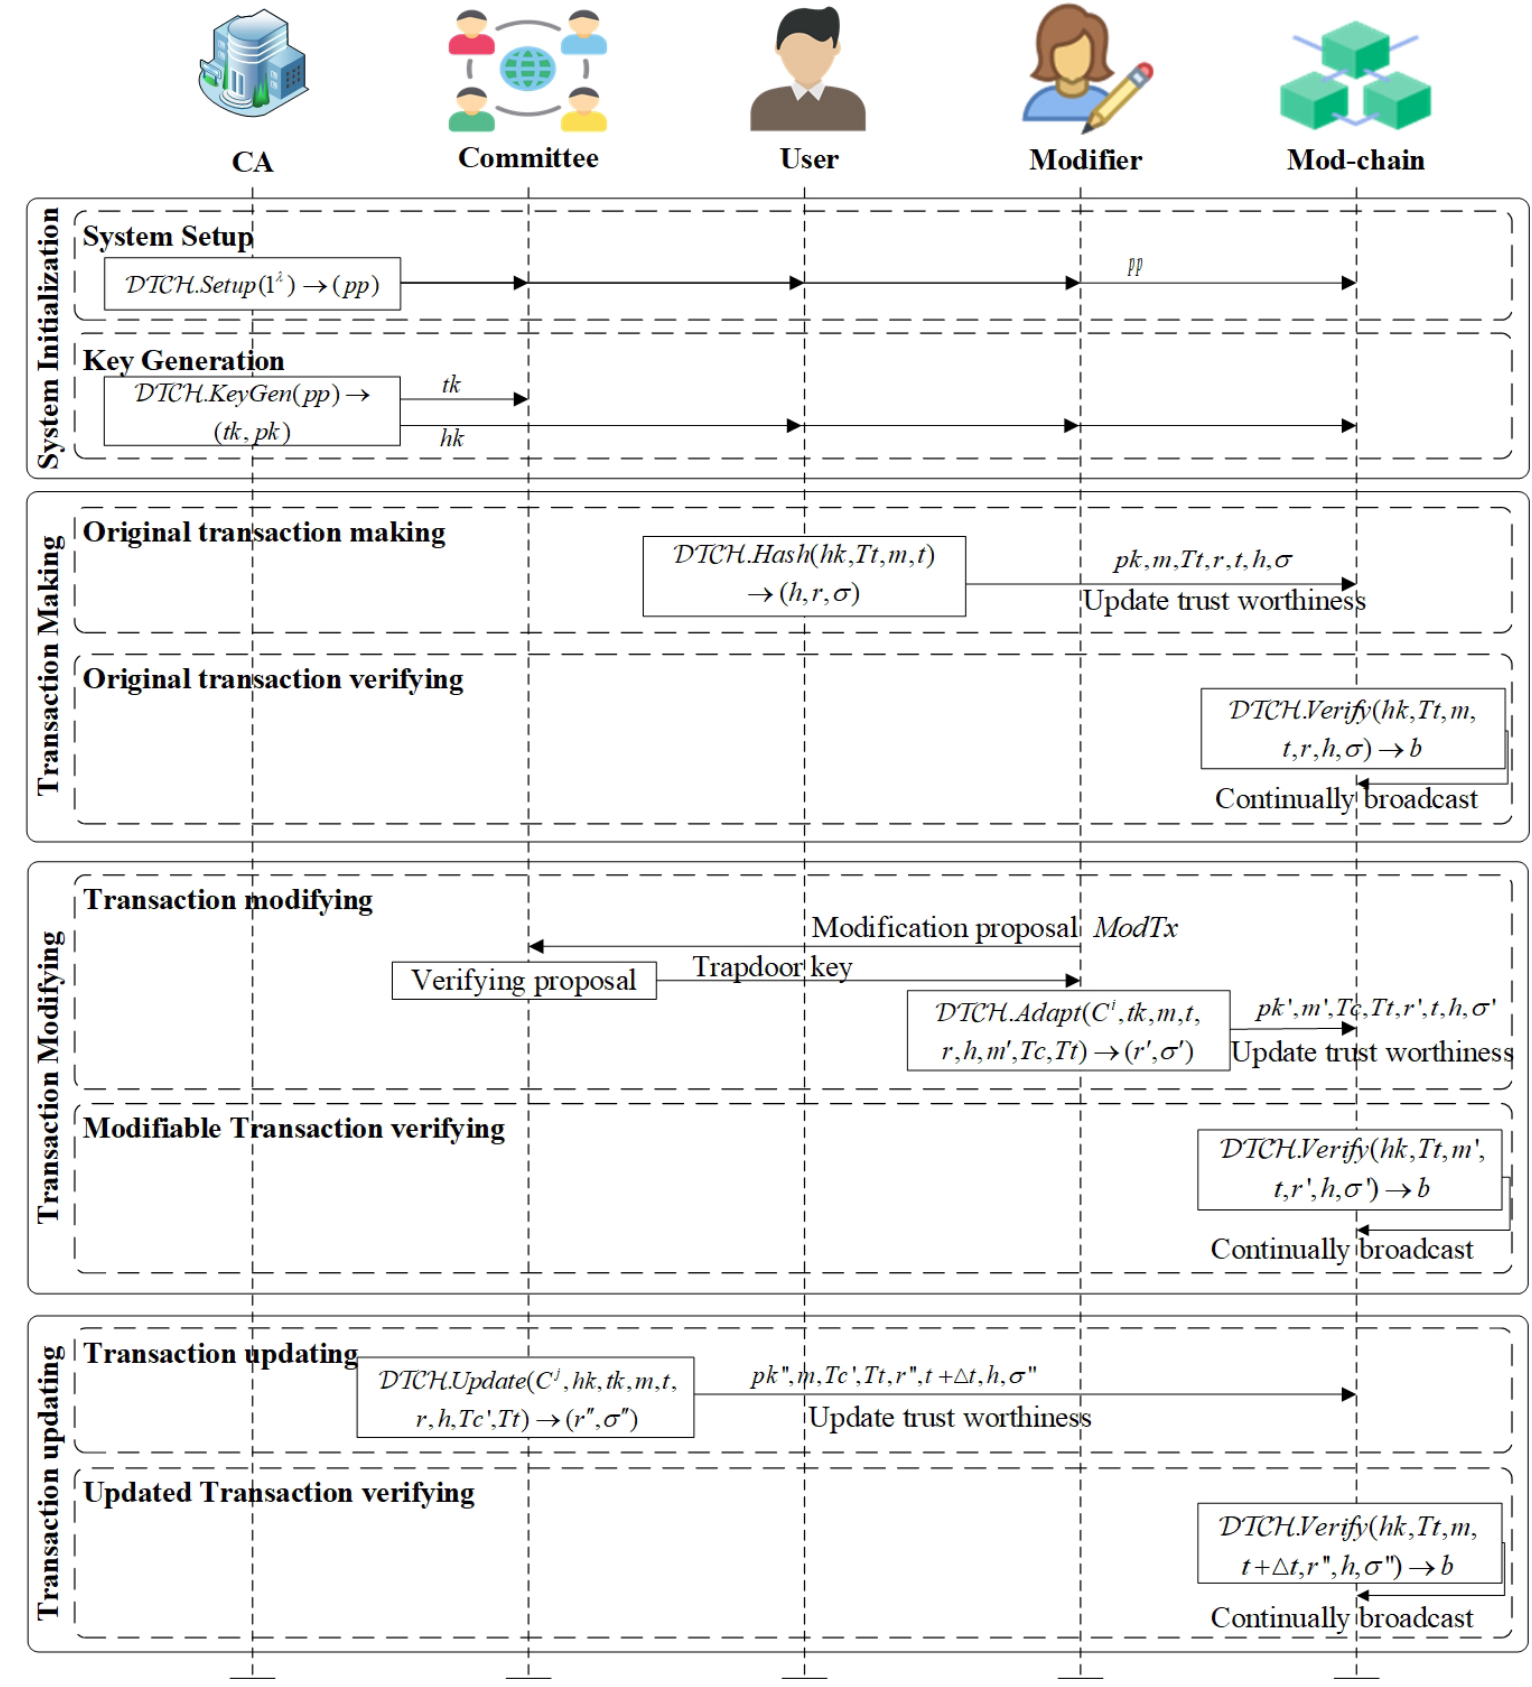 CA
Committee
User
Modifier
Mod-chain
System Initialization
System Setup
DTCH.Setup(1^λ) → (pp)
pp
Key Generation
DTCH.KeyGen(pp) →
(tk, pk)
tk
hk
Transaction Making
Original transaction making
DTCH.Hash(hk,Tt,m,t)
→ (h,r,σ)
pk,m,Tt,r,t,h,σ
Update trust worthiness
Original transaction verifying
DTCH.Verify(hk,Tt,m,
t,r,h,σ) → b
Continually broadcast
Transaction Modifying
Transaction modifying
Modification proposal ModTx
Verifying proposal
Trapdoor key
DTCH.Adapt(C^i,tk,m,t,
r,h,m′,Tc,Tt) → (r′,σ′)
pk',m',Tc,Tt,r',t,h,σ'
Update trust worthiness
Modifiable Transaction verifying
DTCH.Verify(hk,Tt,m',
t,r',h,σ') → b
Continually broadcast
Transaction updating
Transaction updating
DTCH.Update(C^j,hk,tk,m,t,
r,h,Tc',Tt) → (r″,σ″)
pk",m,Tc',Tt,r",t+Δt,h,σ"
Update trust worthiness
Updated Transaction verifying
DTCH.Verify(hk,Tt,m,
t+Δt,r",h,σ") → b
Continually broadcast